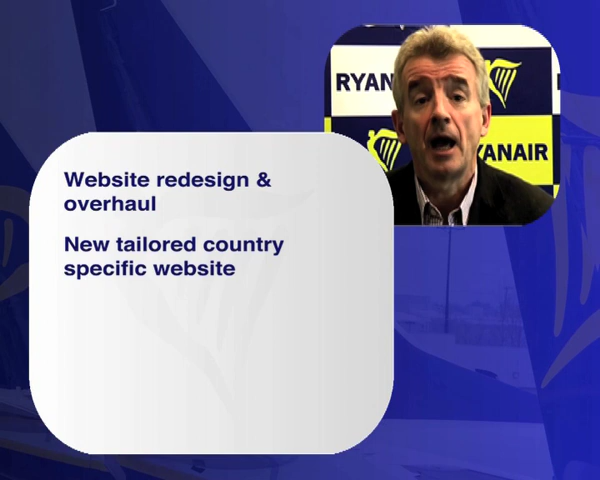 RYAN
YANAIR
Website redesign &
overhaul
New tailored country
specific website